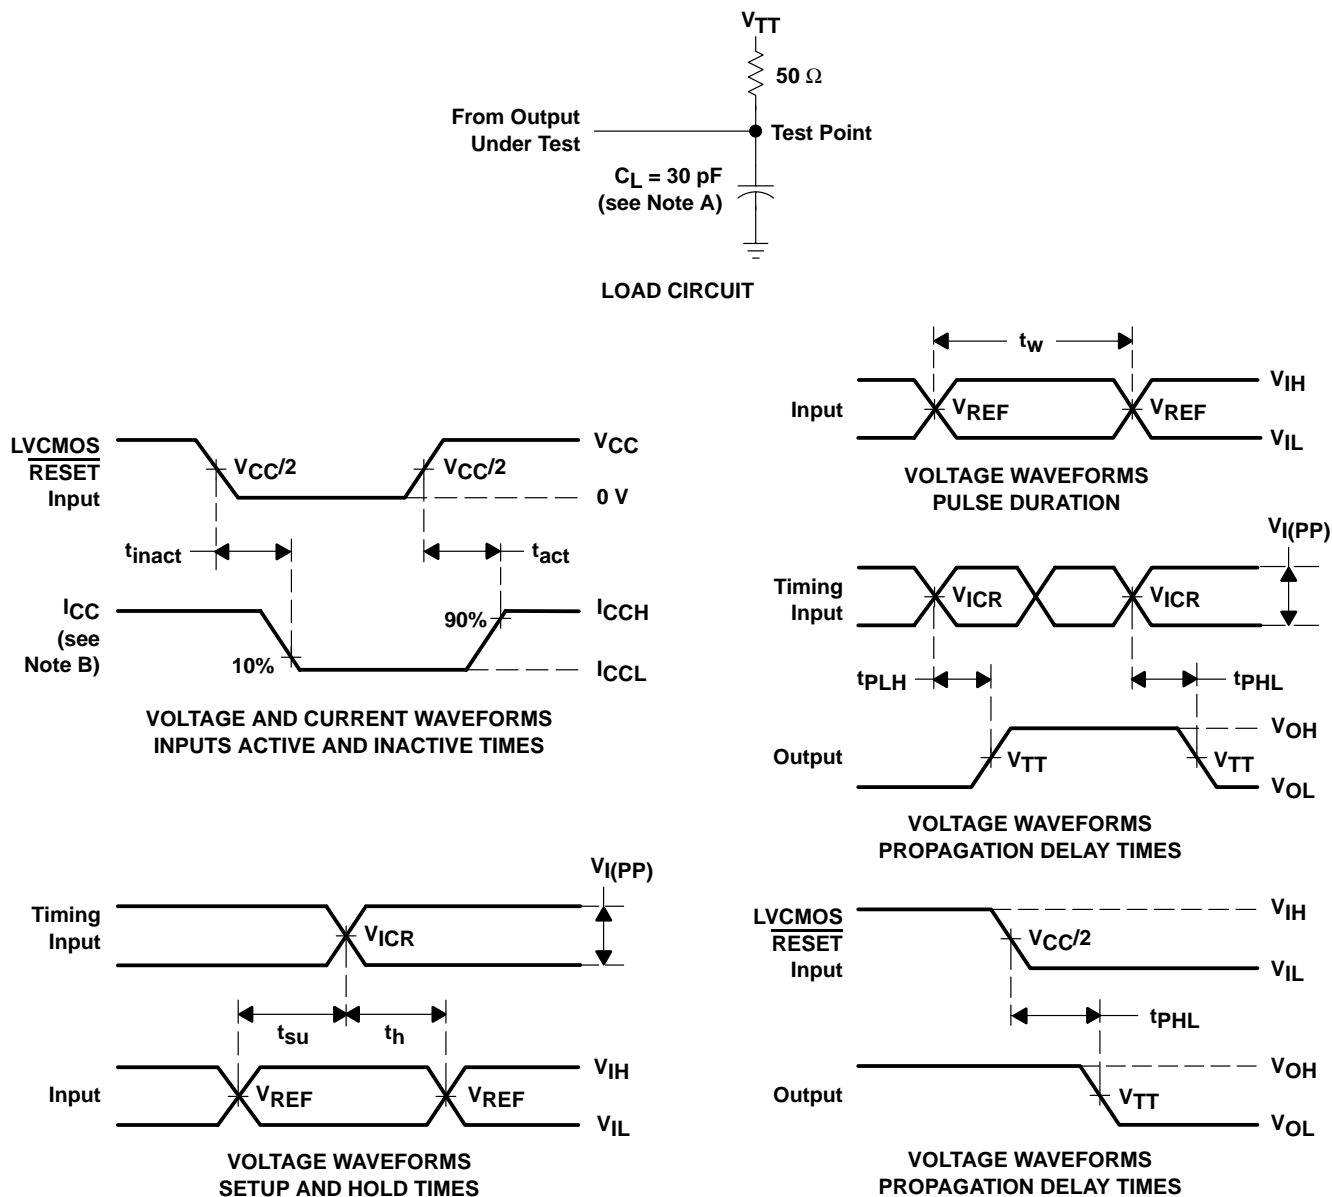 VTT
50 Ω
From Output
Under Test
Test Point
CL = 30 pF
(see Note A)
LOAD CIRCUIT
LVCMOS
RESET
Input
VCC/2
VCC/2
VCC
0 V
tinact
tact
ICC
(see
Note B)
10%
90%
ICCH
ICCL
VOLTAGE AND CURRENT WAVEFORMS
INPUTS ACTIVE AND INACTIVE TIMES
tw
Input
VREF
VREF
VIH
VIL
VOLTAGE WAVEFORMS
PULSE DURATION
VI(PP)
Timing
Input
VICR
VICR
tPLH
tPHL
Output
VTT
VTT
VOH
VOL
VOLTAGE WAVEFORMS
PROPAGATION DELAY TIMES
VI(PP)
Timing
Input
VICR
tsu
th
Input
VREF
VREF
VIH
VIL
VOLTAGE WAVEFORMS
SETUP AND HOLD TIMES
LVCMOS
RESET
Input
VCC/2
VIH
VIL
tPHL
Output
VTT
VOH
VOL
VOLTAGE WAVEFORMS
PROPAGATION DELAY TIMES